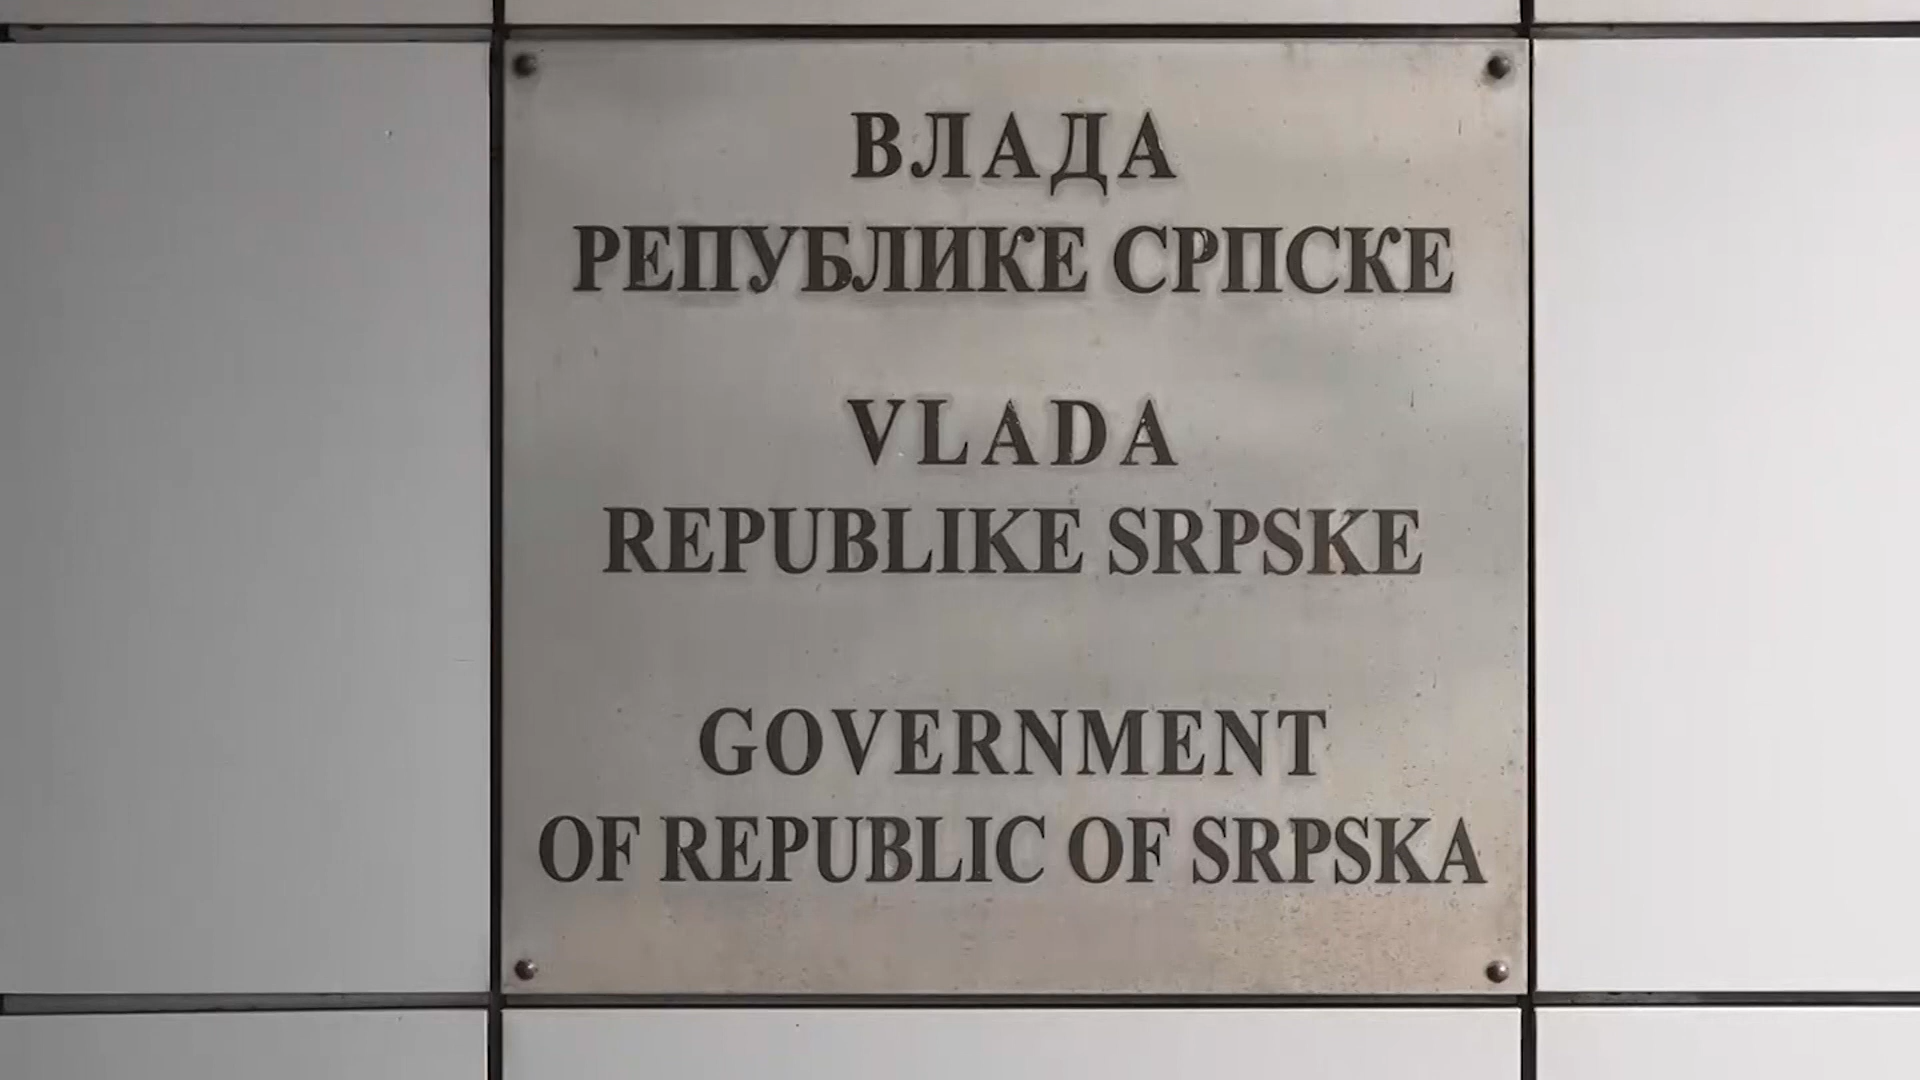 ВЛАДА
РЕПУБЛИКЕ СРПСКЕ
VLADA
REPUBLIKE SRPSKE
GOVERNMENT
OF REPUBLIC OF SRPSKA